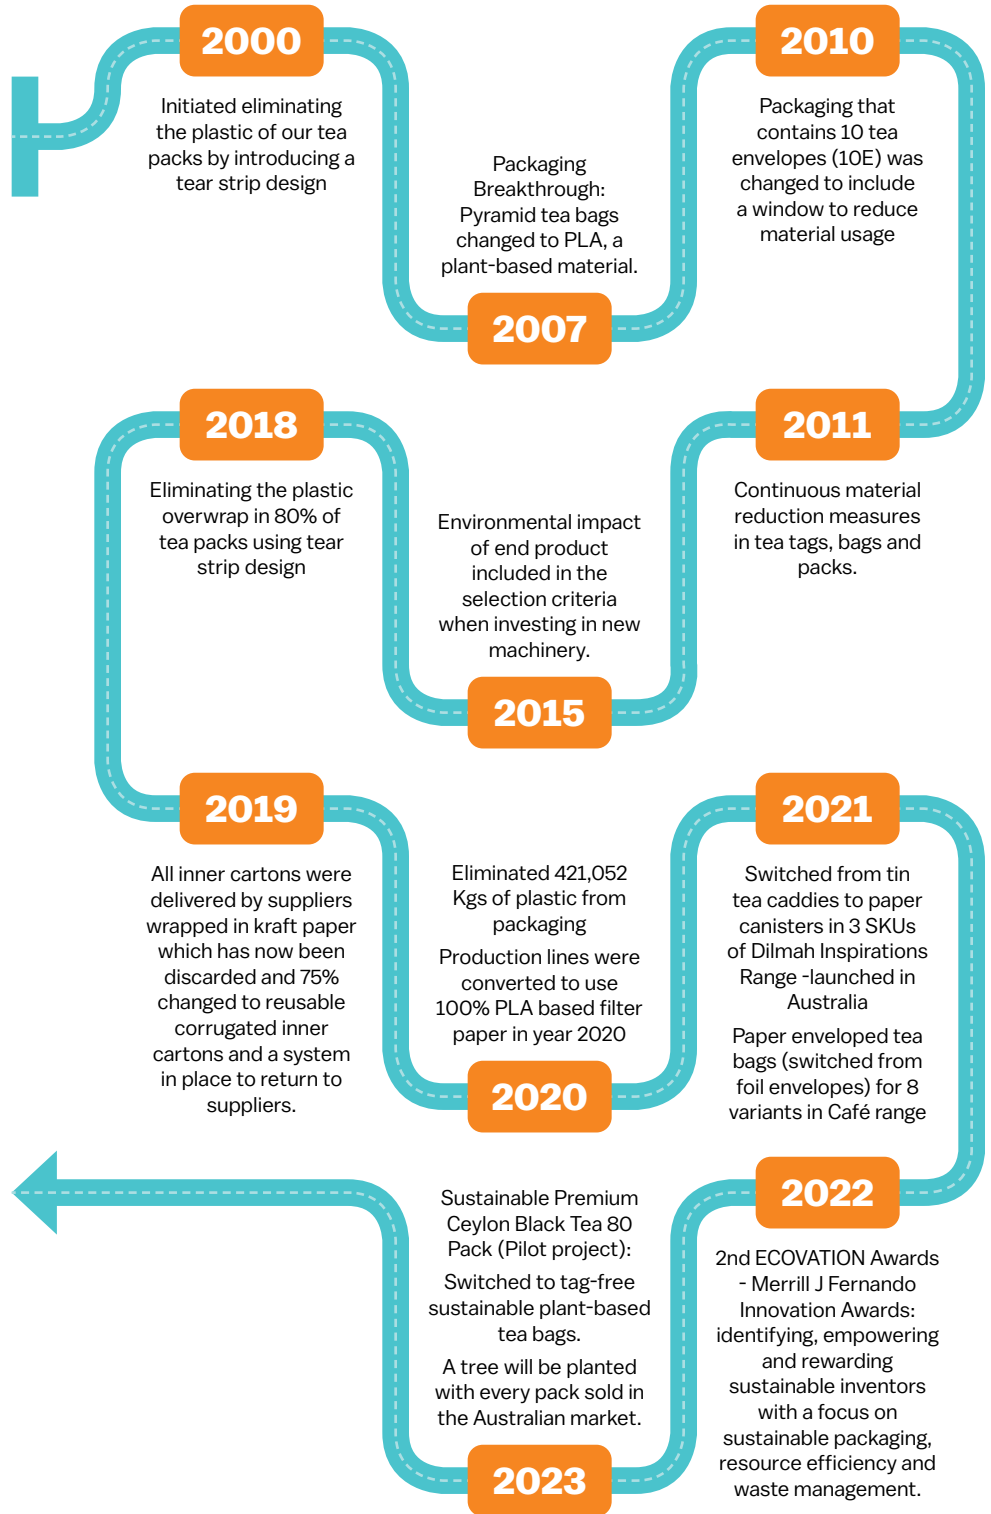 2000
Initiated eliminating
the plastic of our tea
packs by introducing a
tear strip design
Packaging
Breakthrough:
Pyramid tea bags
changed to PLA, a
plant-based material.
2007
2010
Packaging that
contains 10 tea
envelopes (10E) was
changed to include
a window to reduce
material usage
2011
Continuous material
reduction measures
in tea tags, bags and
packs.
Environmental impact
of end product
included in the
selection criteria
when investing in new
machinery.
2015
2018
Eliminating the plastic
overwrap in 80% of
tea packs using tear
strip design
2019
All inner cartons were
delivered by suppliers
wrapped in kraft paper
which has now been
discarded and 75%
changed to reusable
corrugated inner
cartons and a system
in place to return to
suppliers.
Eliminated 421,052
Kgs of plastic from
packaging
Production lines were
converted to use
100% PLA based filter
paper in year 2020
2020
2021
Switched from tin
tea caddies to paper
canisters in 3 SKUs
of Dilmah Inspirations
Range -launched in
Australia
Paper enveloped tea
bags (switched from
foil envelopes) for 8
variants in Café range
2022
2nd ECOVATION Awards
- Merrill J Fernando
Innovation Awards:
identifying, empowering
and rewarding
sustainable inventors
with a focus on
sustainable packaging,
resource efficiency and
waste management.
Sustainable Premium
Ceylon Black Tea 80
Pack (Pilot project):
Switched to tag-free
sustainable plant-based
tea bags.
A tree will be planted
with every pack sold in
the Australian market.
2023